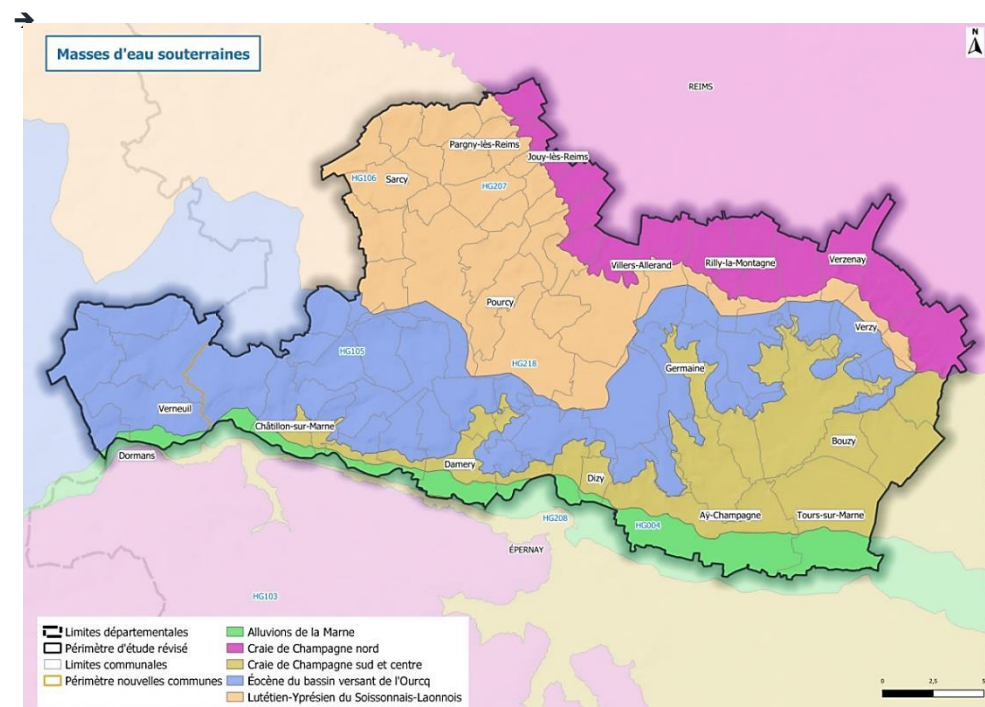 ➔
Masses d'eau souterraines
N
REIMS
Pargny-lès-Reims
Jouy-lès-Reims
HG106
Sarcy
HG207
Villers-Allerand
Rilly-la-Montagne
Verzenay
Pourcy
Verzy
HG105
HG218
Germaine
Verneuil
Châtillon-sur-Marne
Bouzy
Dormans
Damery
Dizy
Aÿ-Champagne
Tours-sur-Marne
HG208
HG004
ÉPERNAY
HG103
Limites départementales
Périmètre d'étude révisé
Limites communales
Périmètre nouvelles communes
Alluvions de la Marne
Craie de Champagne nord
Craie de Champagne sud et centre
Éocène du bassin versant de l'Ourcq
Lutétien-Yprésien du Soissonnais-Laonnois
0 2,5 5